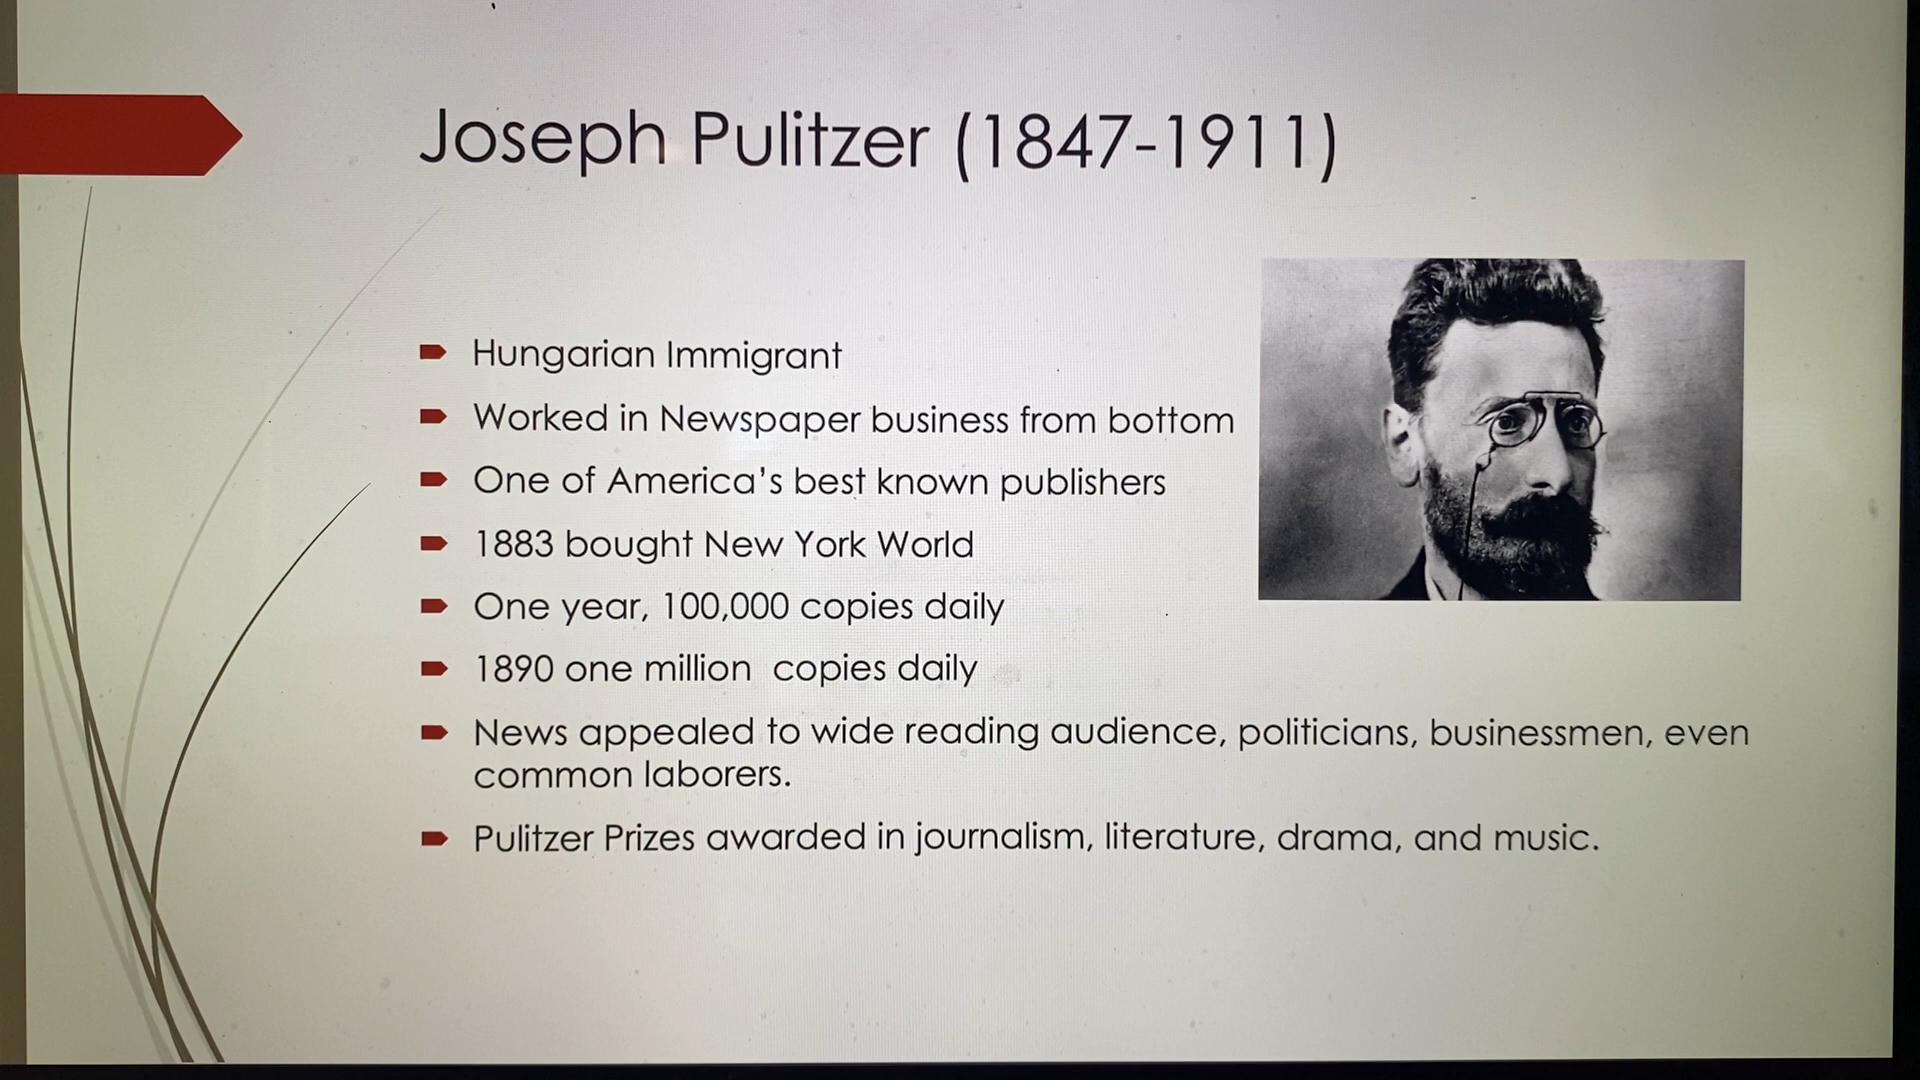 Joseph Pulitzer (1847-1911)
Hungarian Immigrant
Worked in Newspaper business from bottom
One of America's best known publishers
1883 bought New York World
One year, 100,000 copies daily
1890 one million  copies daily
News appealed to wide reading audience, politicians, businessmen, even
common laborers.
Pulitzer Prizes awarded in journalism, literature, drama, and music.